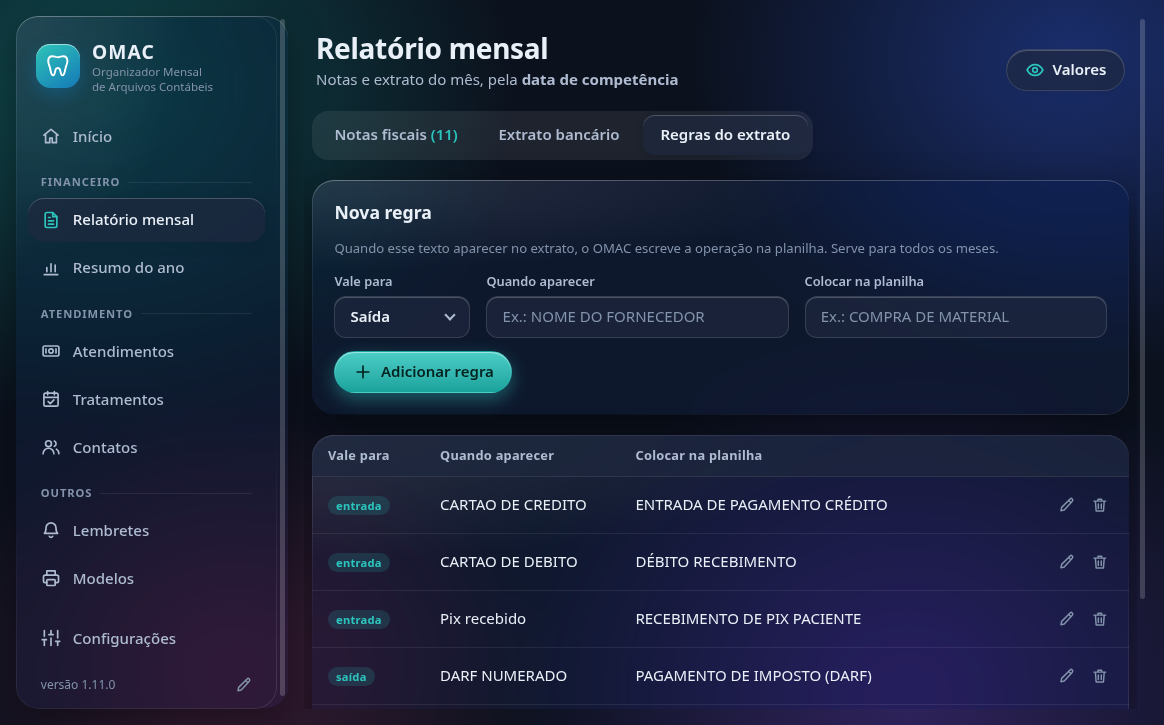 OMAC
Organizador Mensal
de Arquivos Contábeis
Início
FINANCEIRO
Relatório mensal
Resumo do ano
ATENDIMENTO
Atendimentos
Tratamentos
Contatos
OUTROS
Lembretes
Modelos
Configurações
versão 1.11.0
Relatório mensal
Notas e extrato do mês, pela data de competência
Valores
Notas fiscais (11) Extrato bancário Regras do extrato
Nova regra
Quando esse texto aparecer no extrato, o OMAC escreve a operação na planilha. Serve para todos os meses.
Vale para Quando aparecer Colocar na planilha
Saída Ex.: NOME DO FORNECEDOR Ex.: COMPRA DE MATERIAL
Adicionar regra
Vale para Quando aparecer Colocar na planilha
entrada CARTAO DE CREDITO ENTRADA DE PAGAMENTO CRÉDITO
entrada CARTAO DE DEBITO DÉBITO RECEBIMENTO
entrada Pix recebido RECEBIMENTO DE PIX PACIENTE
saída DARF NUMERADO PAGAMENTO DE IMPOSTO (DARF)